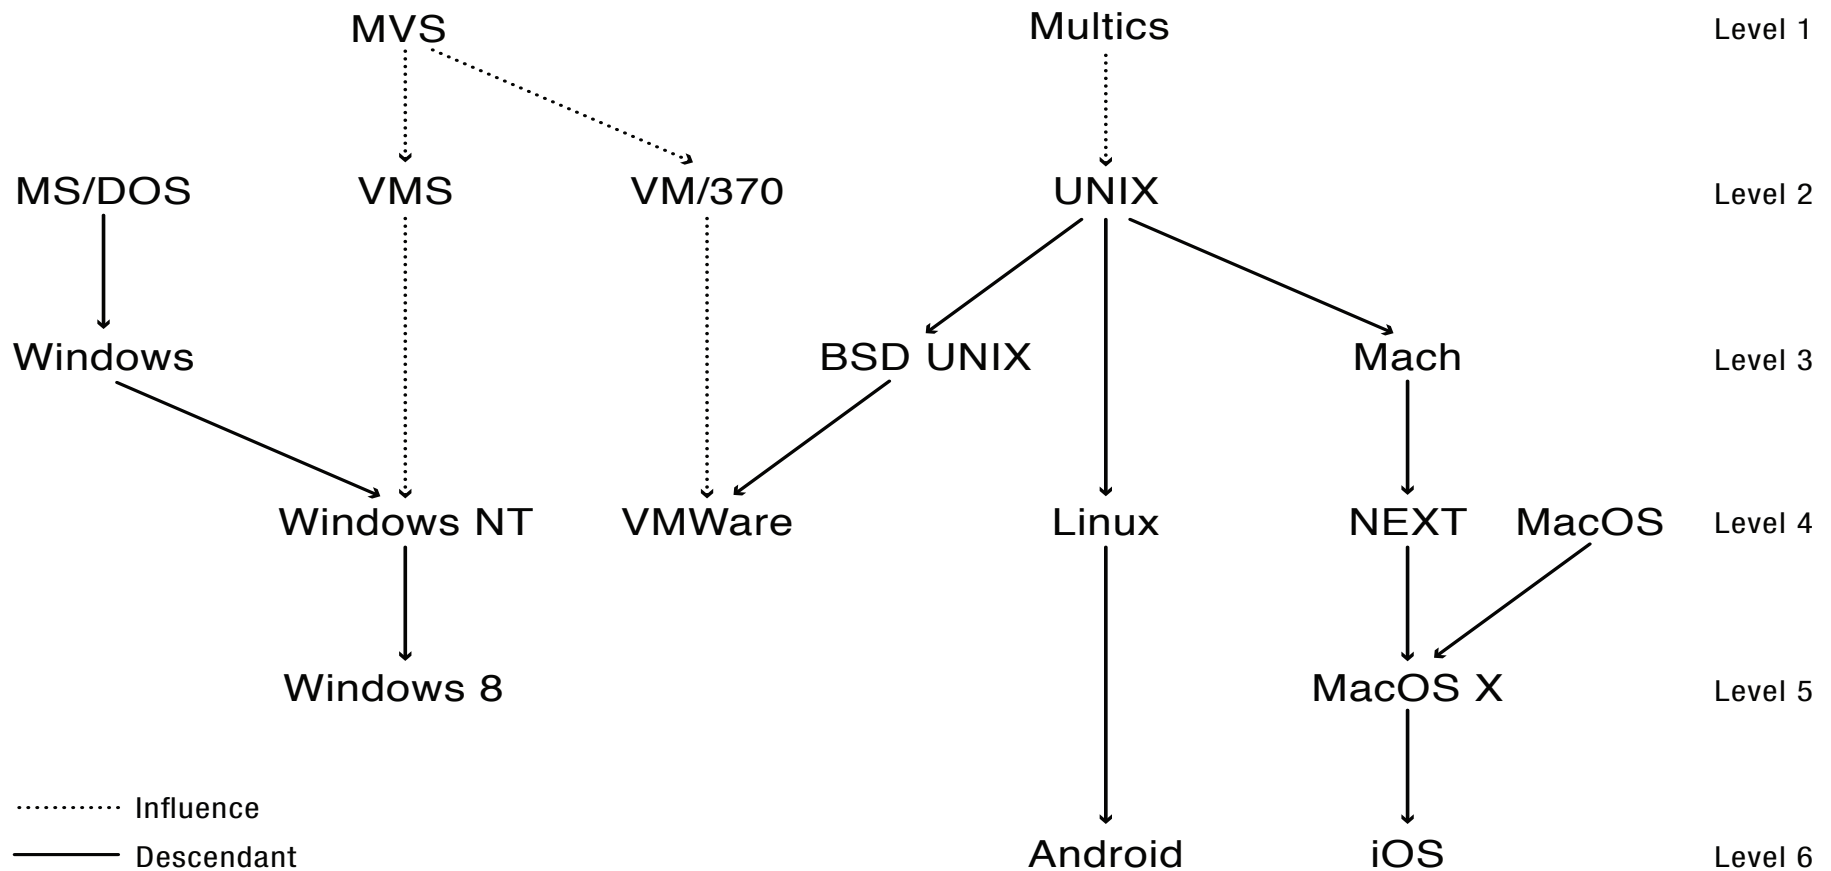 MVS Multics Level 1
MS/DOS VMS VM/370 UNIX Level 2
Windows BSD UNIX Mach Level 3
Windows NT VMWare Linux NEXT MacOS Level 4
Windows 8 MacOS X Level 5
Influence
Descendant Android iOS Level 6